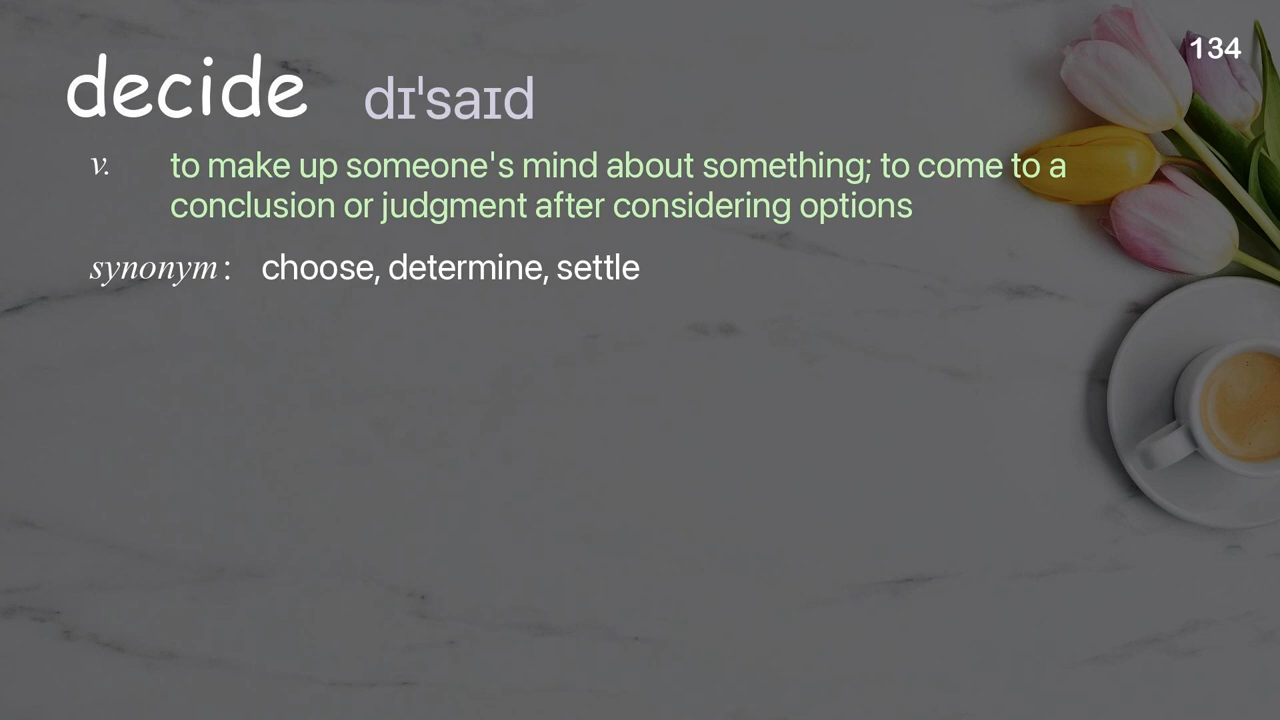 134
decide dɪˈsaɪd
v. to make up someone's mind about something; to come to a
conclusion or judgment after considering options
synonym: choose, determine, settle